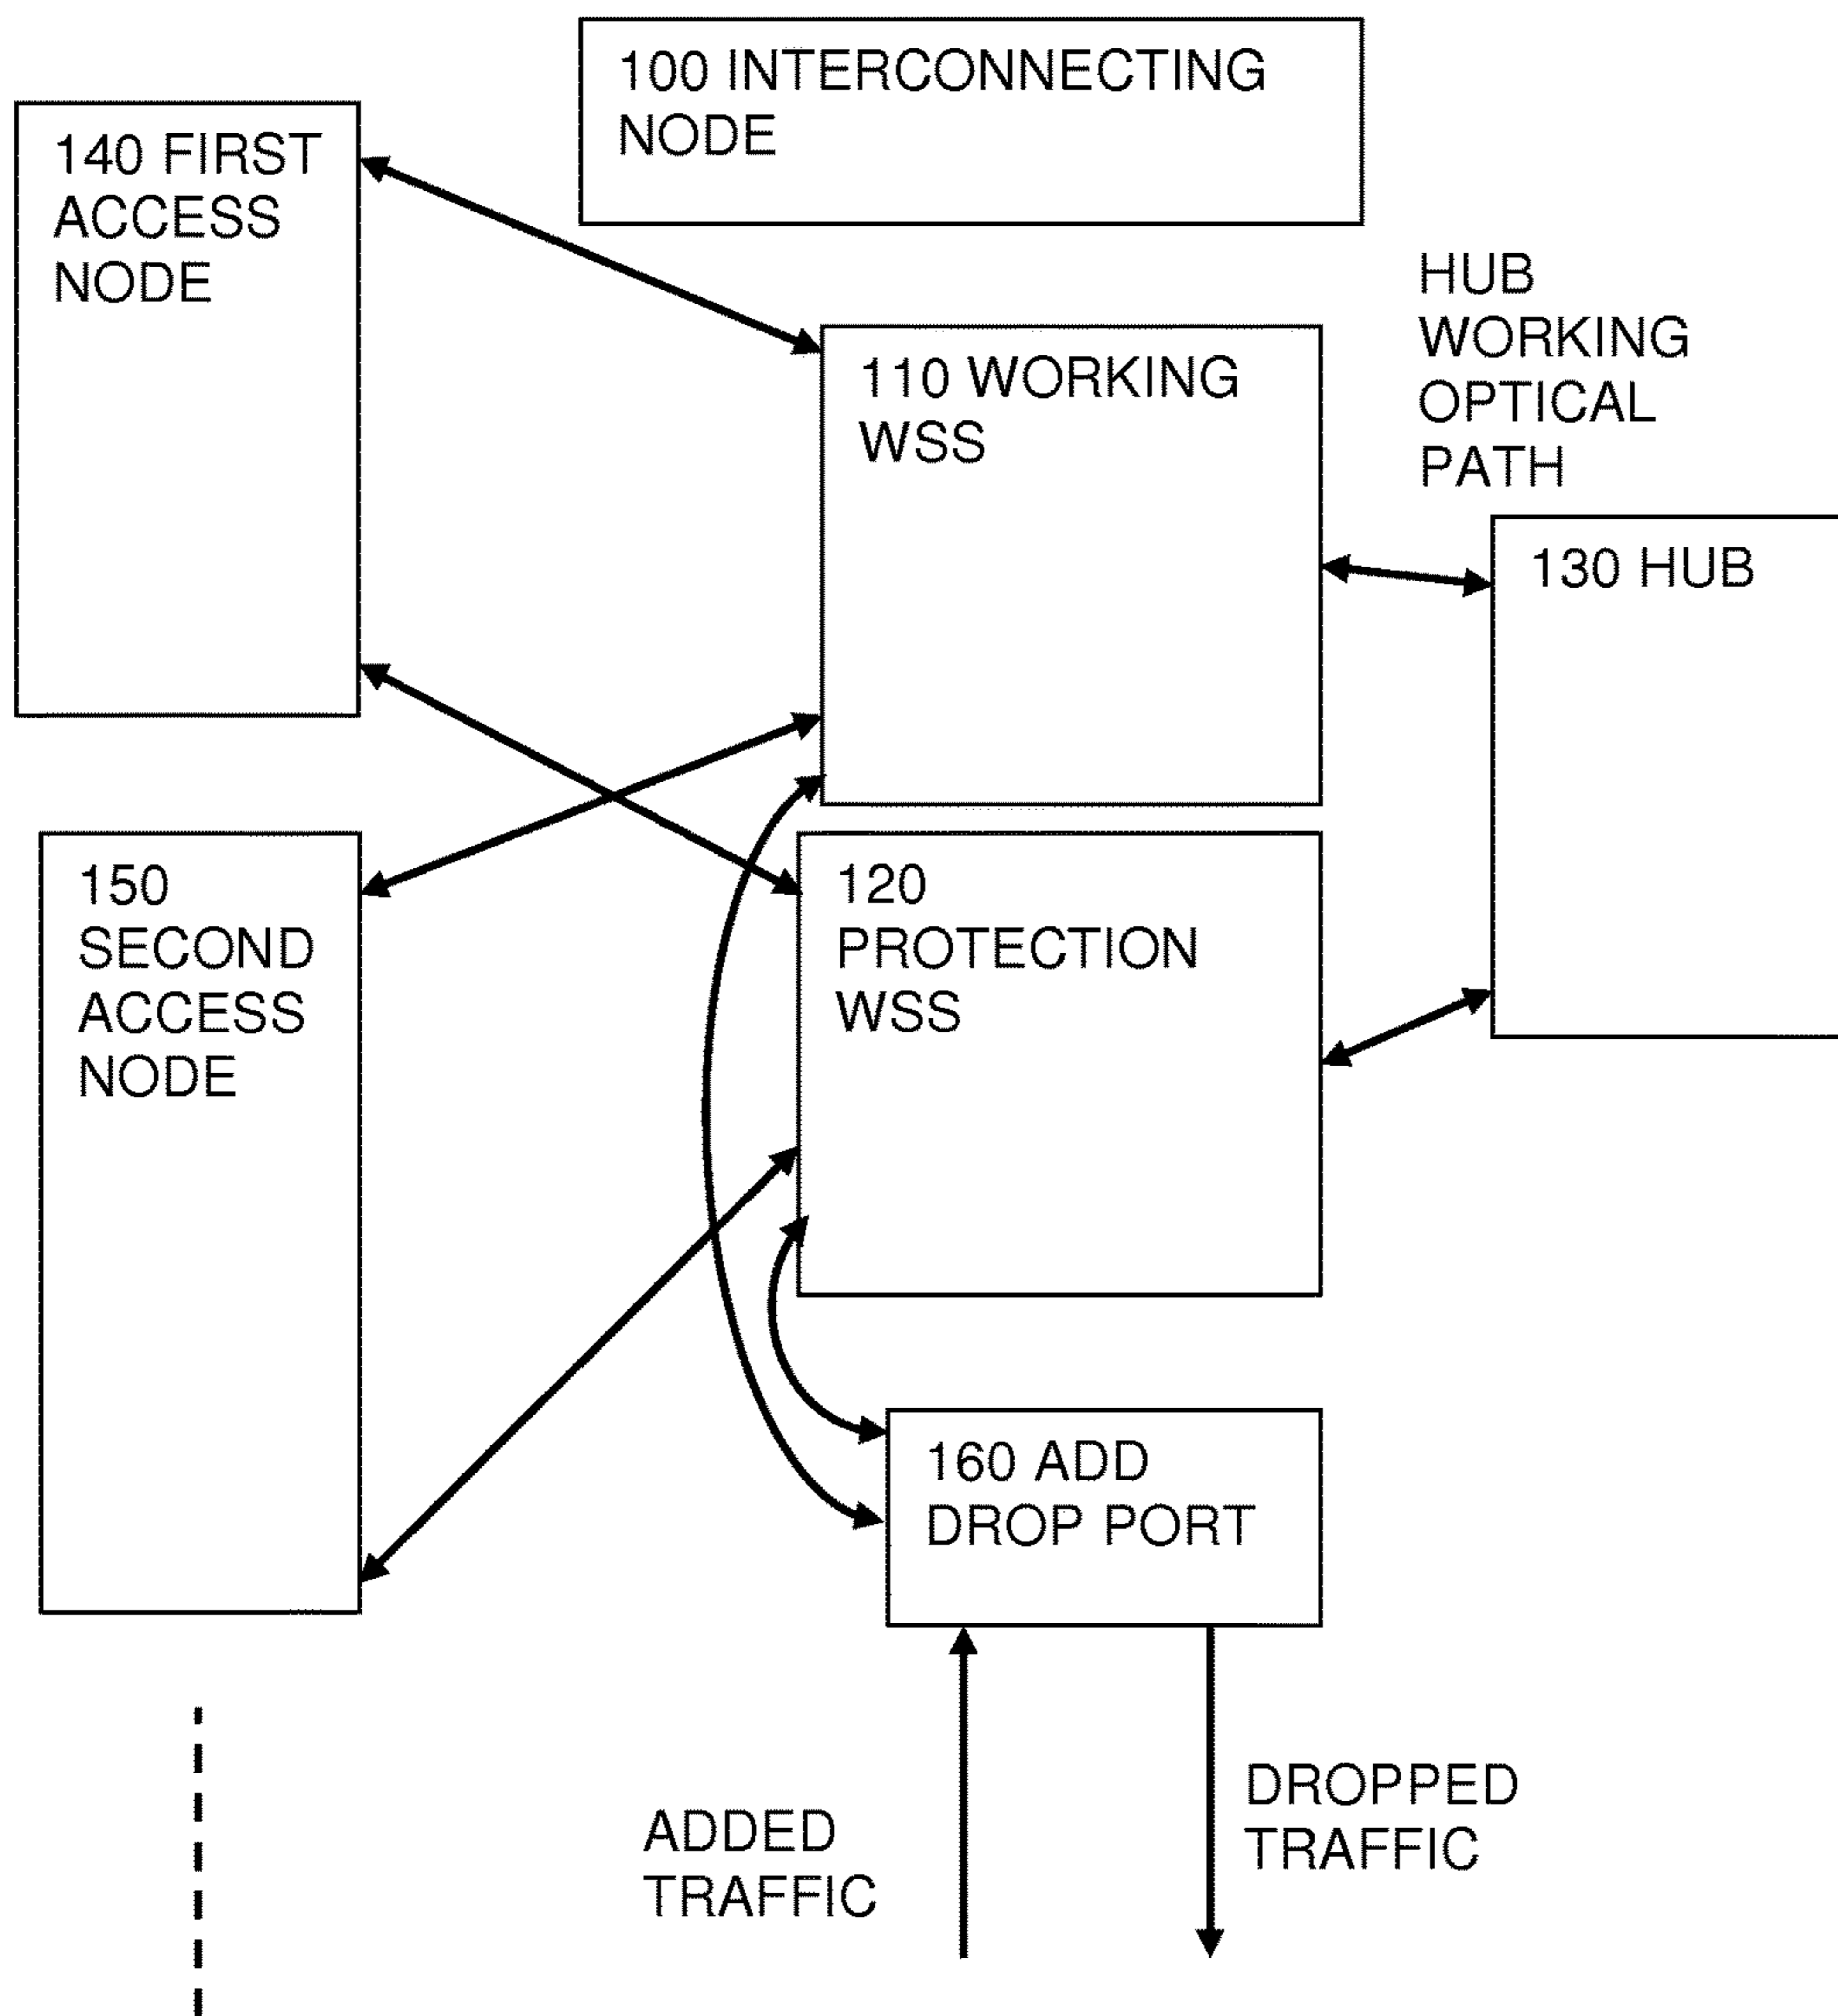 100 INTERCONNECTING
NODE
140 FIRST
ACCESS
NODE
HUB
WORKING
OPTICAL
PATH
110 WORKING
WSS
130 HUB
150
SECOND
ACCESS
NODE
120
PROTECTION
WSS
160 ADD
DROP PORT
ADDED
TRAFFIC
DROPPED
TRAFFIC